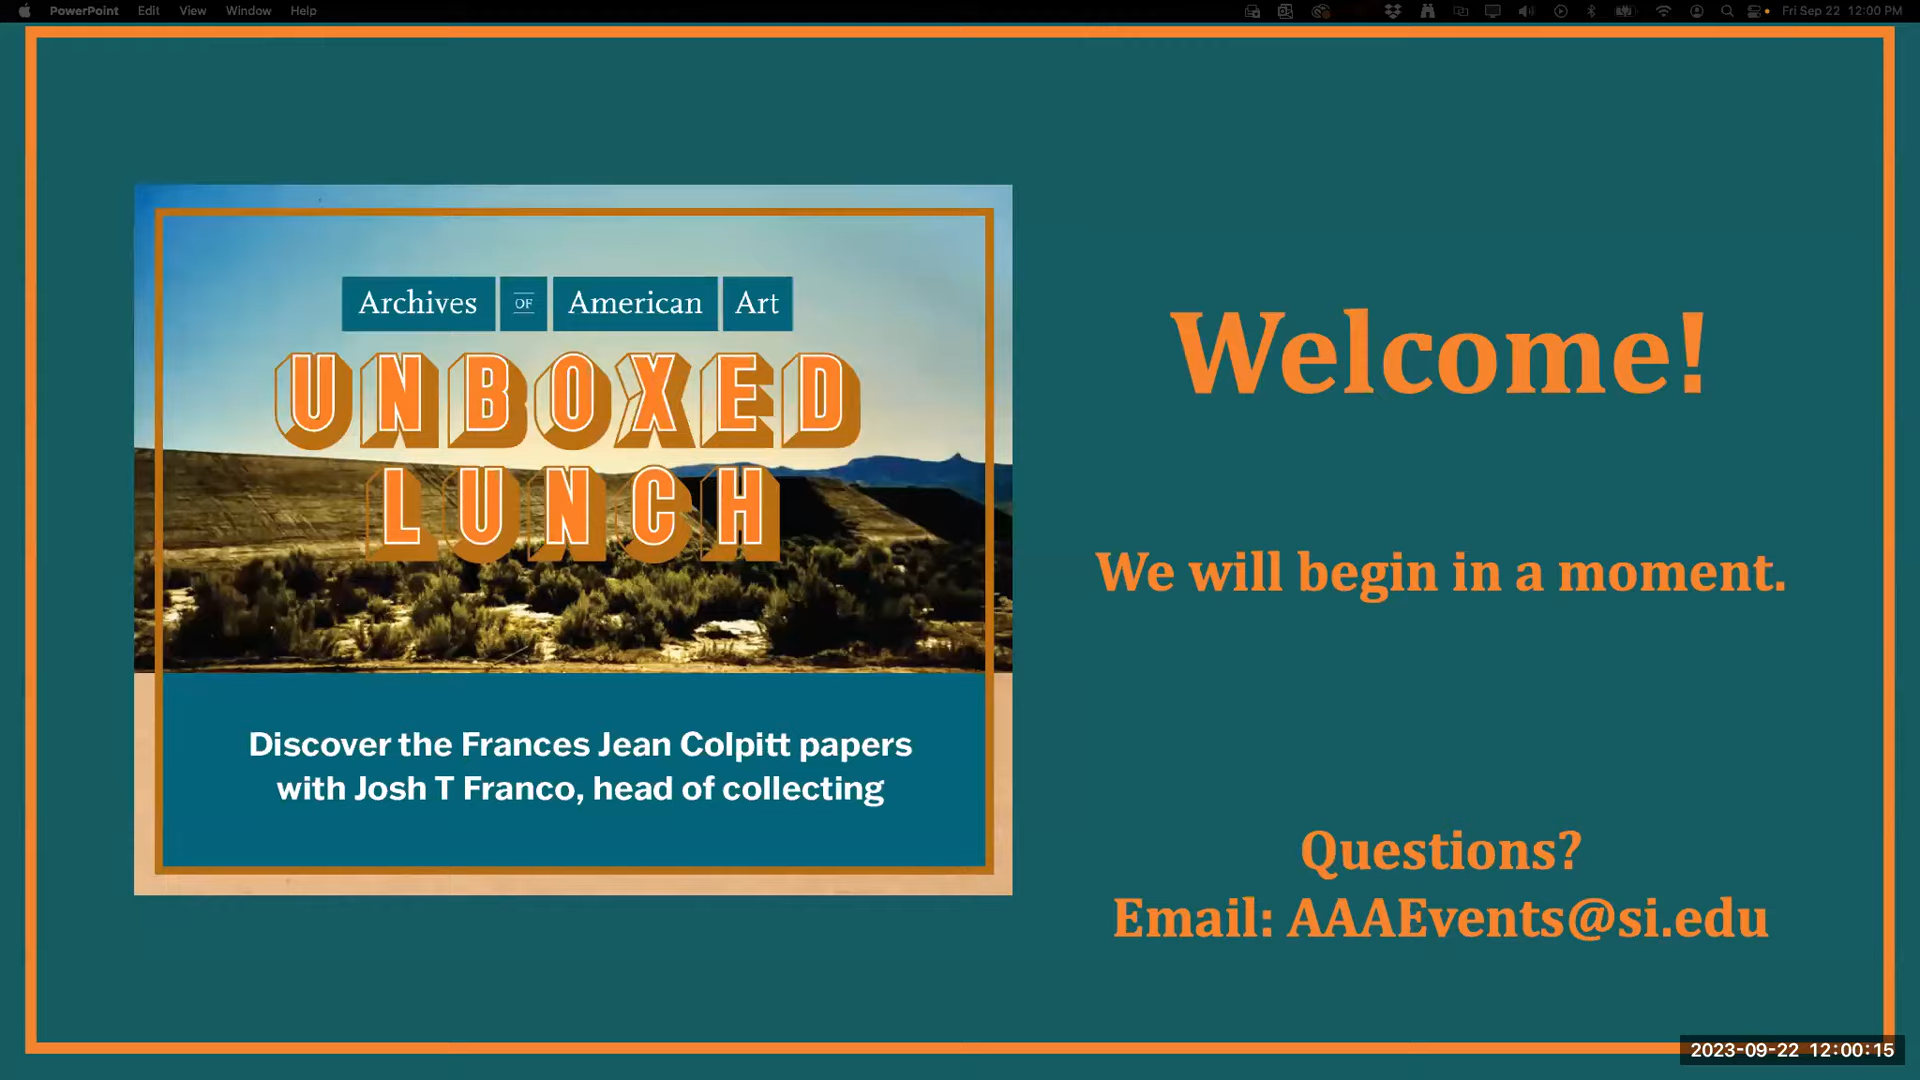 PowerPoint Edit View Window Help
Fri Sep 22 12:00 PM
Archives OF American Art
UNBOXED
LUNCH
Discover the Frances Jean Colpitt papers
with Josh T Franco, head of collecting
Welcome!
We will begin in a moment.
Questions?
Email: AAAEvents@si.edu
2023-09-22 12:00:15